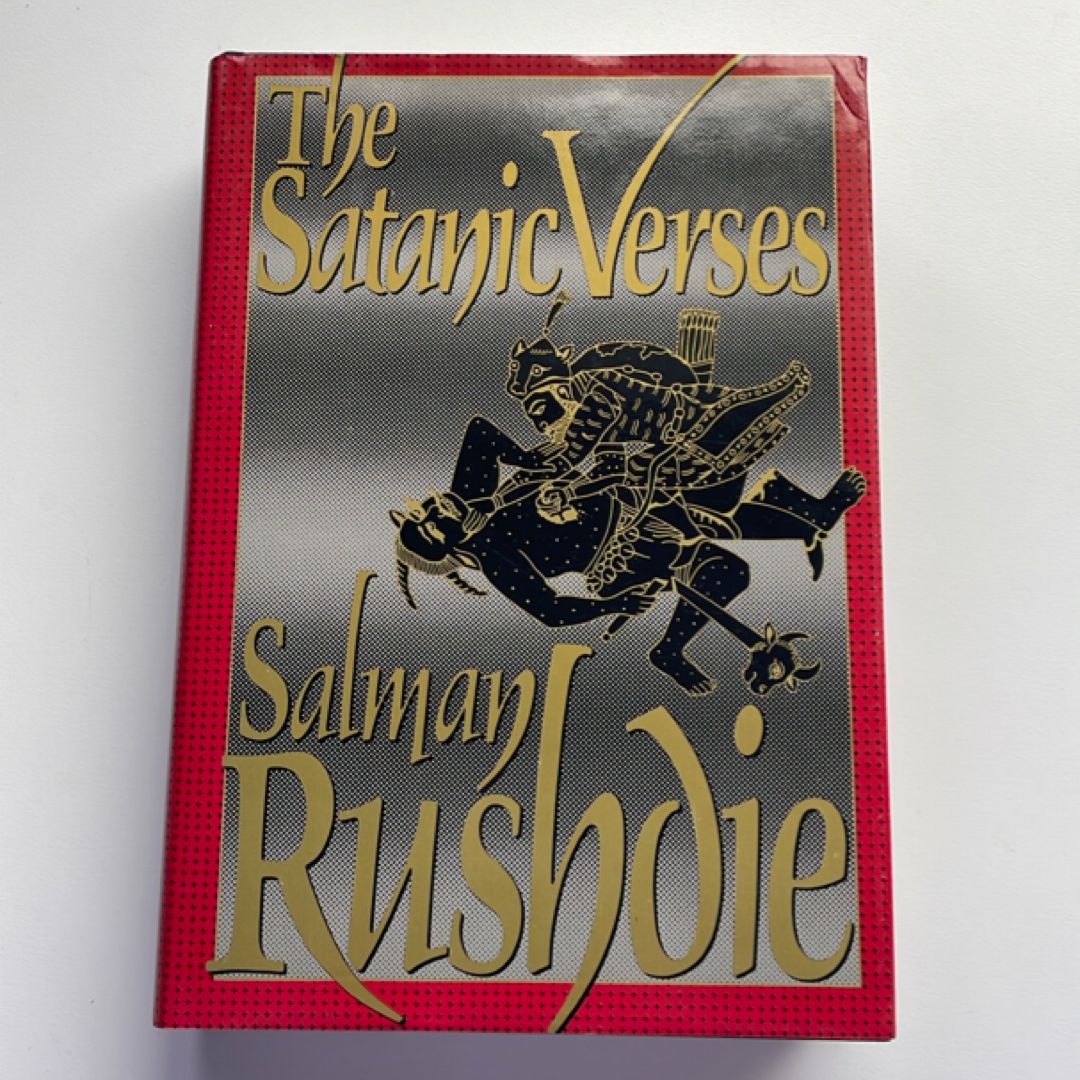 The
Satanic Verses
Salman
Rushdie